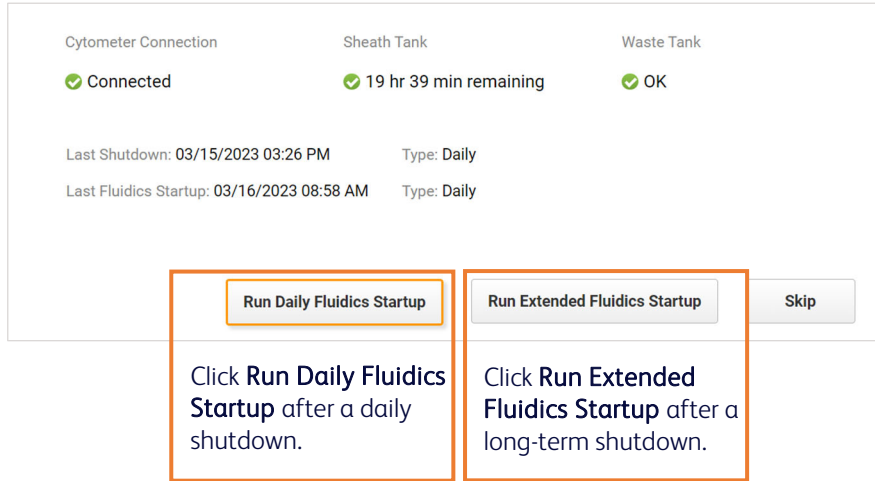 Cytometer Connection Sheath Tank Waste Tank
Connected 19 hr 39 min remaining OK
Last Shutdown: 03/15/2023 03:26 PM Type: Daily
Last Fluidics Startup: 03/16/2023 08:58 AM Type: Daily
Run Daily Fluidics Startup Run Extended Fluidics Startup Skip
Click Run Daily Fluidics
Startup after a daily
shutdown.
Click Run Extended
Fluidics Startup after a
long-term shutdown.